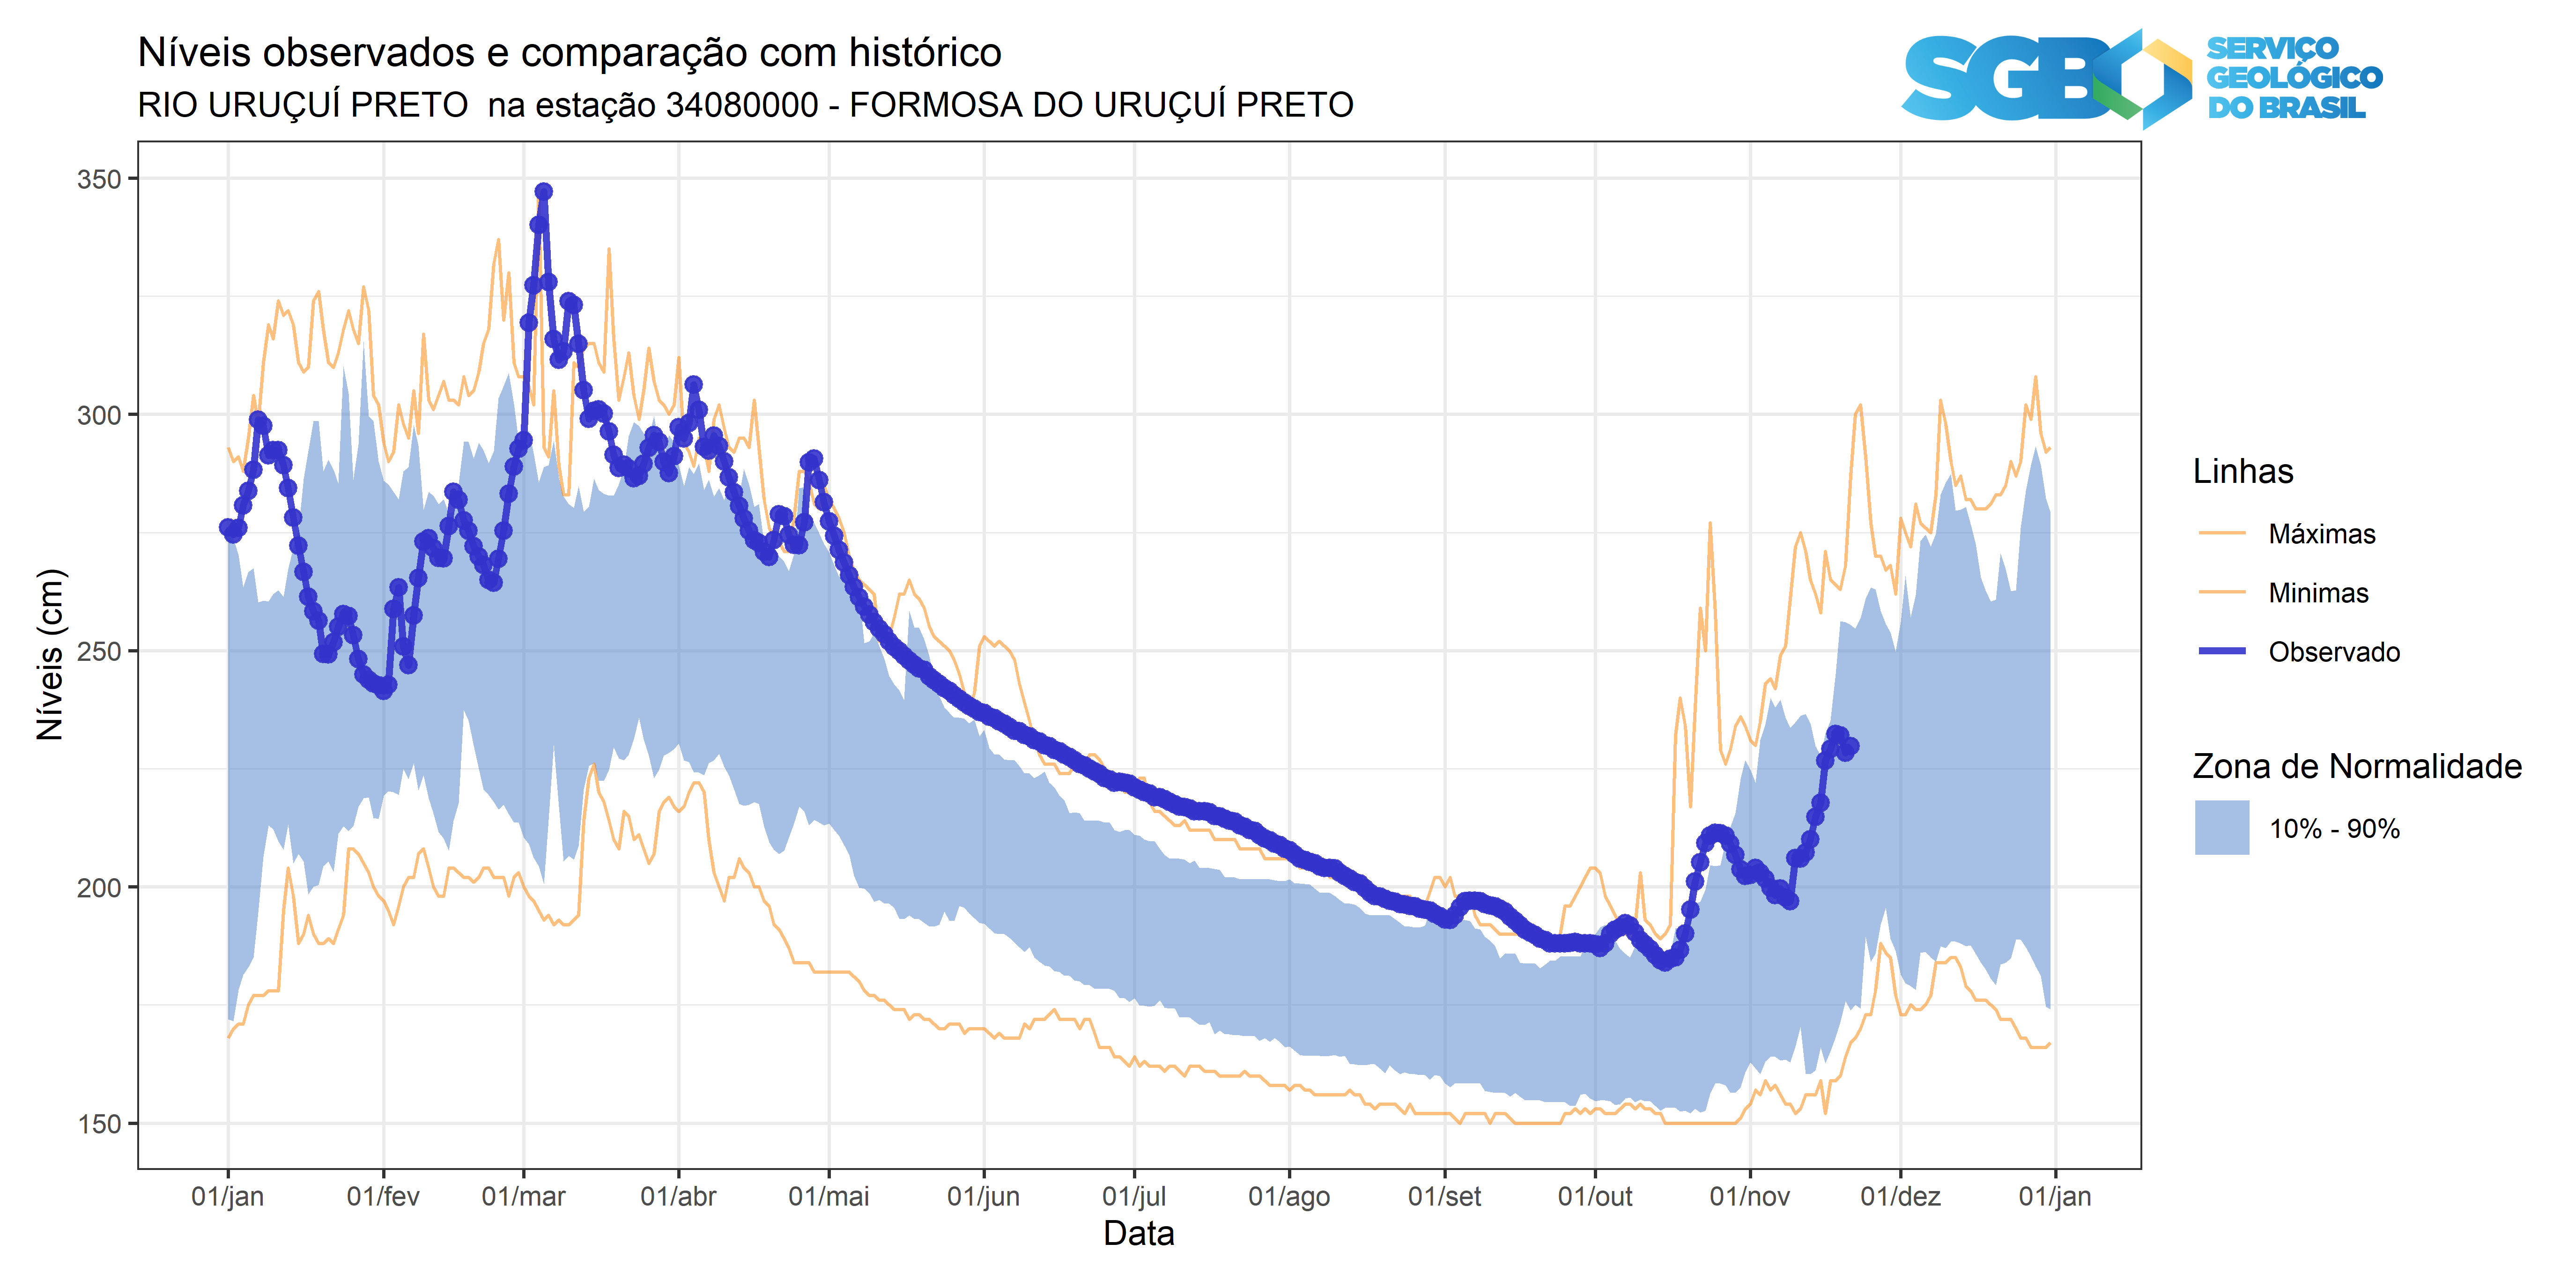 Níveis observados e comparação com histórico
RIO URUÇUÍ PRETO  na estação 34080000 - FORMOSA DO URUÇUÍ PRETO
SGB
SERVIÇO
GEOLÓGICO
DO BRASIL
Níveis (cm)
350
300
250
200
150
01/jan
01/fev
01/mar
01/abr
01/mai
01/jun
01/jul
01/ago
01/set
01/out
01/nov
01/dez
01/jan
Data
Linhas
Máximas
Minimas
Observado
Zona de Normalidade
10% - 90%